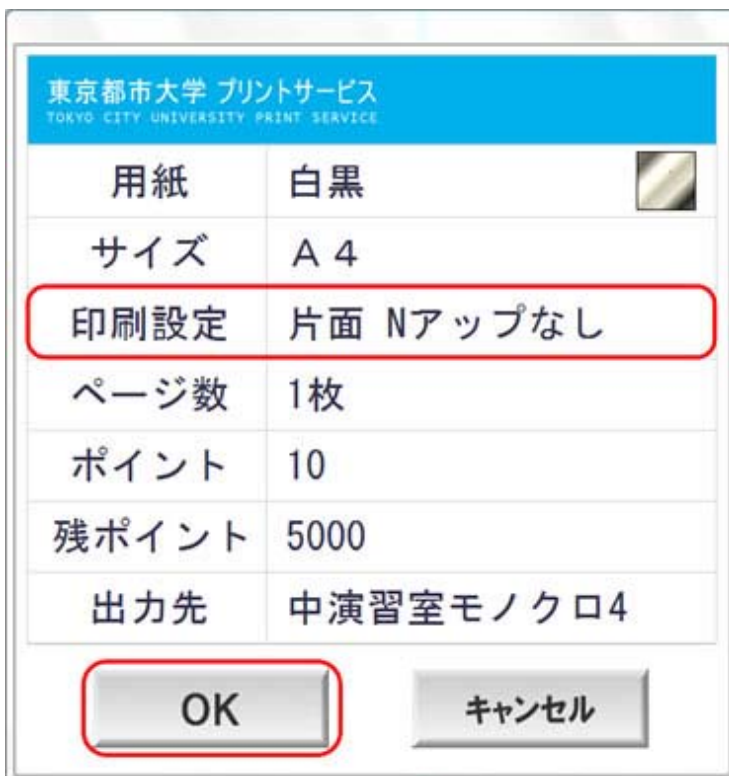 東京都市大学 プリントサービス
TOKYO CITY UNIVERSITY PRINT SERVICE
用紙 白黒
サイズ A4
印刷設定 片面 Nアップなし
ページ数 1枚
ポイント 10
残ポイント 5000
出力先 中演習室モノクロ4
OK キャンセル